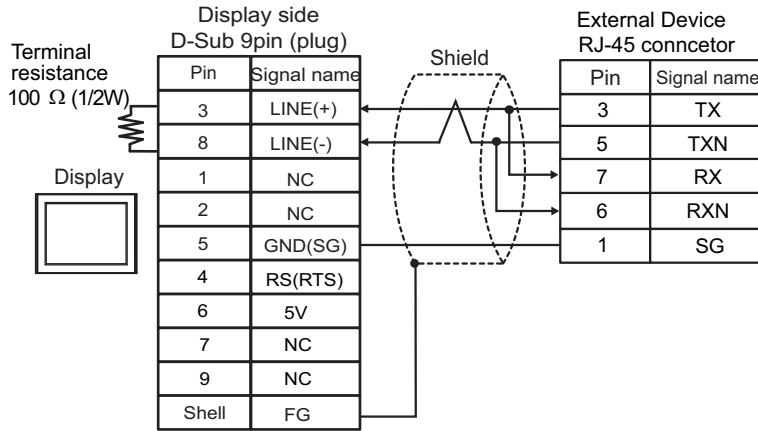 Display side
D-Sub 9pin (plug)
External Device
RJ-45 conncetor
Terminal
resistance
100 Ω (1/2W)
Shield
Pin Signal name
3 LINE(+)
8 LINE(-)
1 NC
2 NC
5 GND(SG)
4 RS(RTS)
6 5V
7 NC
9 NC
Shell FG
Display
Pin Signal name
3 TX
5 TXN
7 RX
6 RXN
1 SG